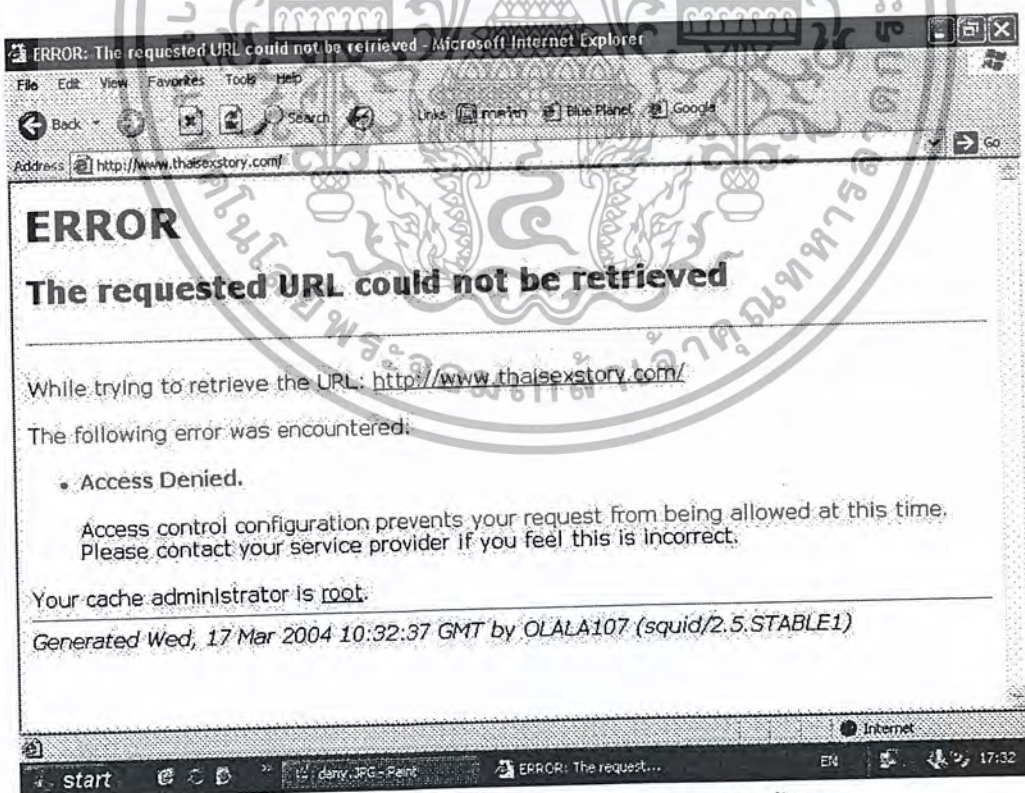 ERROR: The requested URL could not be retrieved - Microsoft Internet Explorer
File Edit View Favorites Tools Help
Back Search Links Blue Planet Google
Address http://www.thaisexstory.com/ Go
ERROR
The requested URL could not be retrieved
While trying to retrieve the URL: http://www.thaisexstory.com/
The following error was encountered:
• Access Denied.
Access control configuration prevents your request from being allowed at this time.
Please contact your service provider if you feel this is incorrect.
Your cache administrator is root.
Generated Wed, 17 Mar 2004 10:32:37 GMT by OLALA107 (squid/2.5.STABLE1)
Internet
start deny.JPG - Paint ERROR: The request... EN 17:32